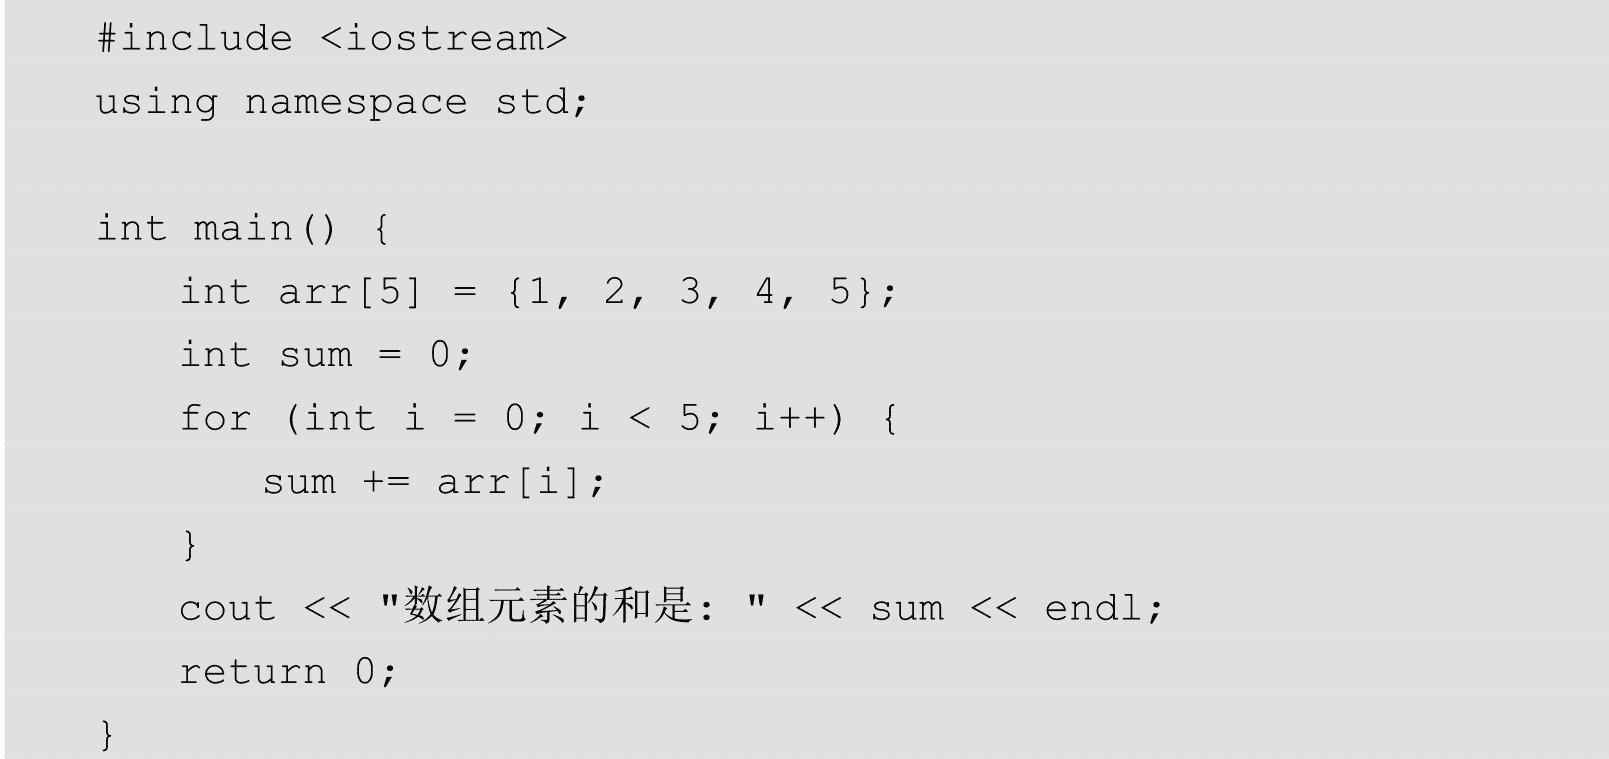 #include <iostream>
using namespace std;
int main() {
int arr[5] = {1, 2, 3, 4, 5};
int sum = 0;
for (int i = 0; i < 5; i++) {
sum += arr[i];
}
cout << "数组元素的和是: " << sum << endl;
return 0;
}